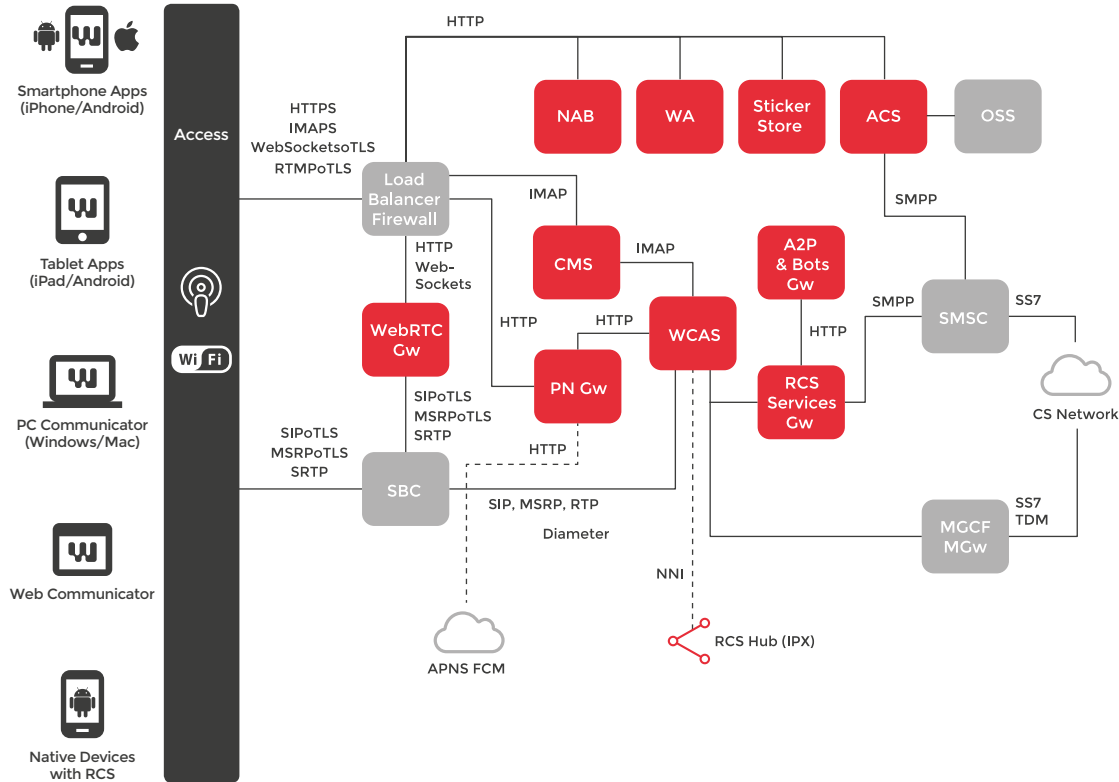 Smartphone Apps
(iPhone/Android)
Tablet Apps
(iPad/Android)
PC Communicator
(Windows/Mac)
Web Communicator
Native Devices
with RCS
Access
Wi Fi
HTTPS
IMAPS
WebSocketsoTLS
RTMPoTLS
SIPoTLS
MSRPoTLS
SRTP
HTTP
Load
Balancer
Firewall
HTTP
Web-
Sockets
WebRTC
Gw
SIPoTLS
MSRPoTLS
SRTP
SBC
NAB
WA
Sticker
Store
ACS
OSS
IMAP
CMS
IMAP
HTTP
HTTP
PN Gw
HTTP
WCAS
A2P
& Bots
Gw
HTTP
RCS
Services
Gw
SMPP
SMPP
SMSC
SS7
CS Network
SS7
TDM
MGCF
MGw
SIP, MSRP, RTP
Diameter
NNI
RCS Hub (IPX)
APNS FCM